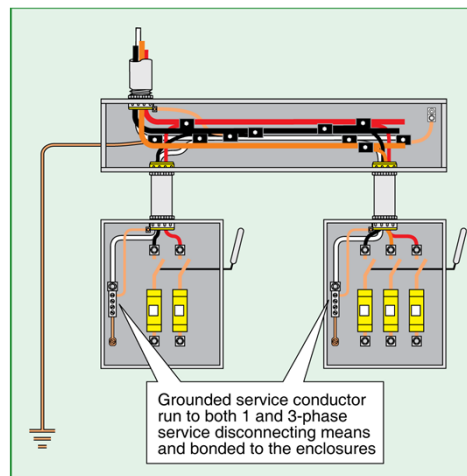 Grounded service conductor
run to both 1 and 3-phase
service disconnecting means
and bonded to the enclosures